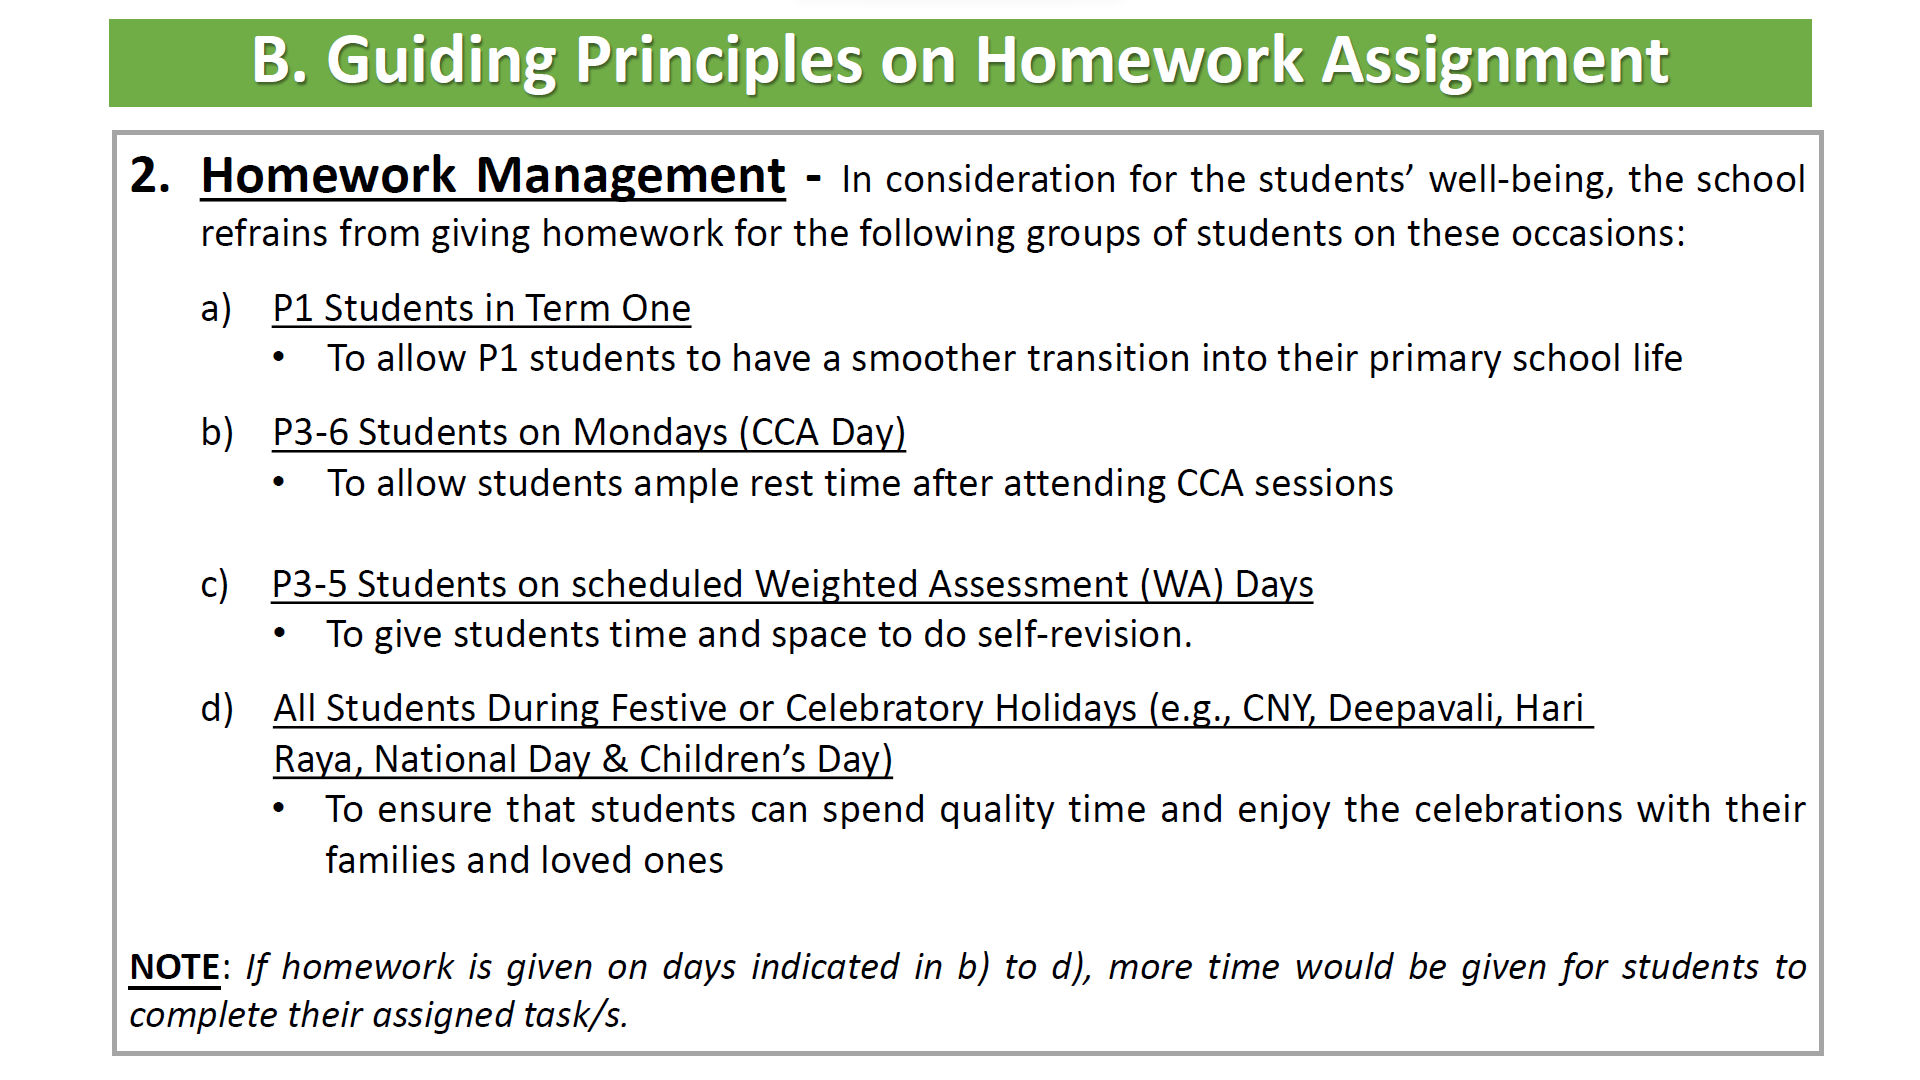 B. Guiding Principles on Homework Assignment
2. Homework Management - In consideration for the students’ well-being, the school
refrains from giving homework for the following groups of students on these occasions:
a) P1 Students in Term One
• To allow P1 students to have a smoother transition into their primary school life
b) P3-6 Students on Mondays (CCA Day)
• To allow students ample rest time after attending CCA sessions
c) P3-5 Students on scheduled Weighted Assessment (WA) Days
• To give students time and space to do self-revision.
d) All Students During Festive or Celebratory Holidays (e.g., CNY, Deepavali, Hari
Raya, National Day & Children’s Day)
• To ensure that students can spend quality time and enjoy the celebrations with their
families and loved ones
NOTE: If homework is given on days indicated in b) to d), more time would be given for students to
complete their assigned task/s.